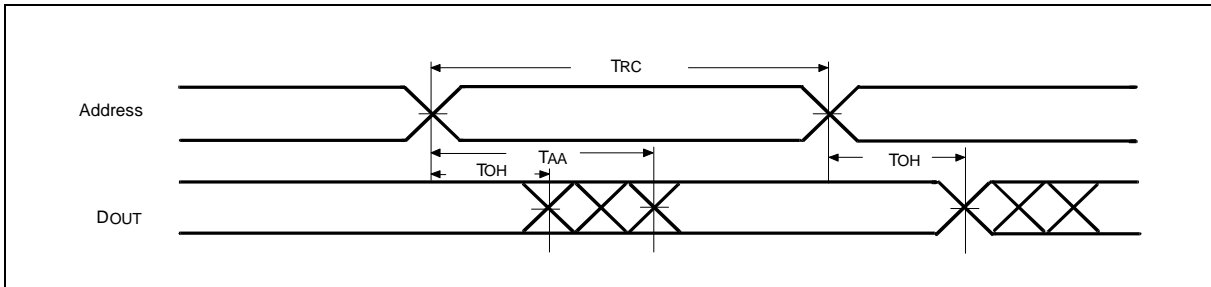 TRC
Address
TAA
TOH
TOH
DOUT